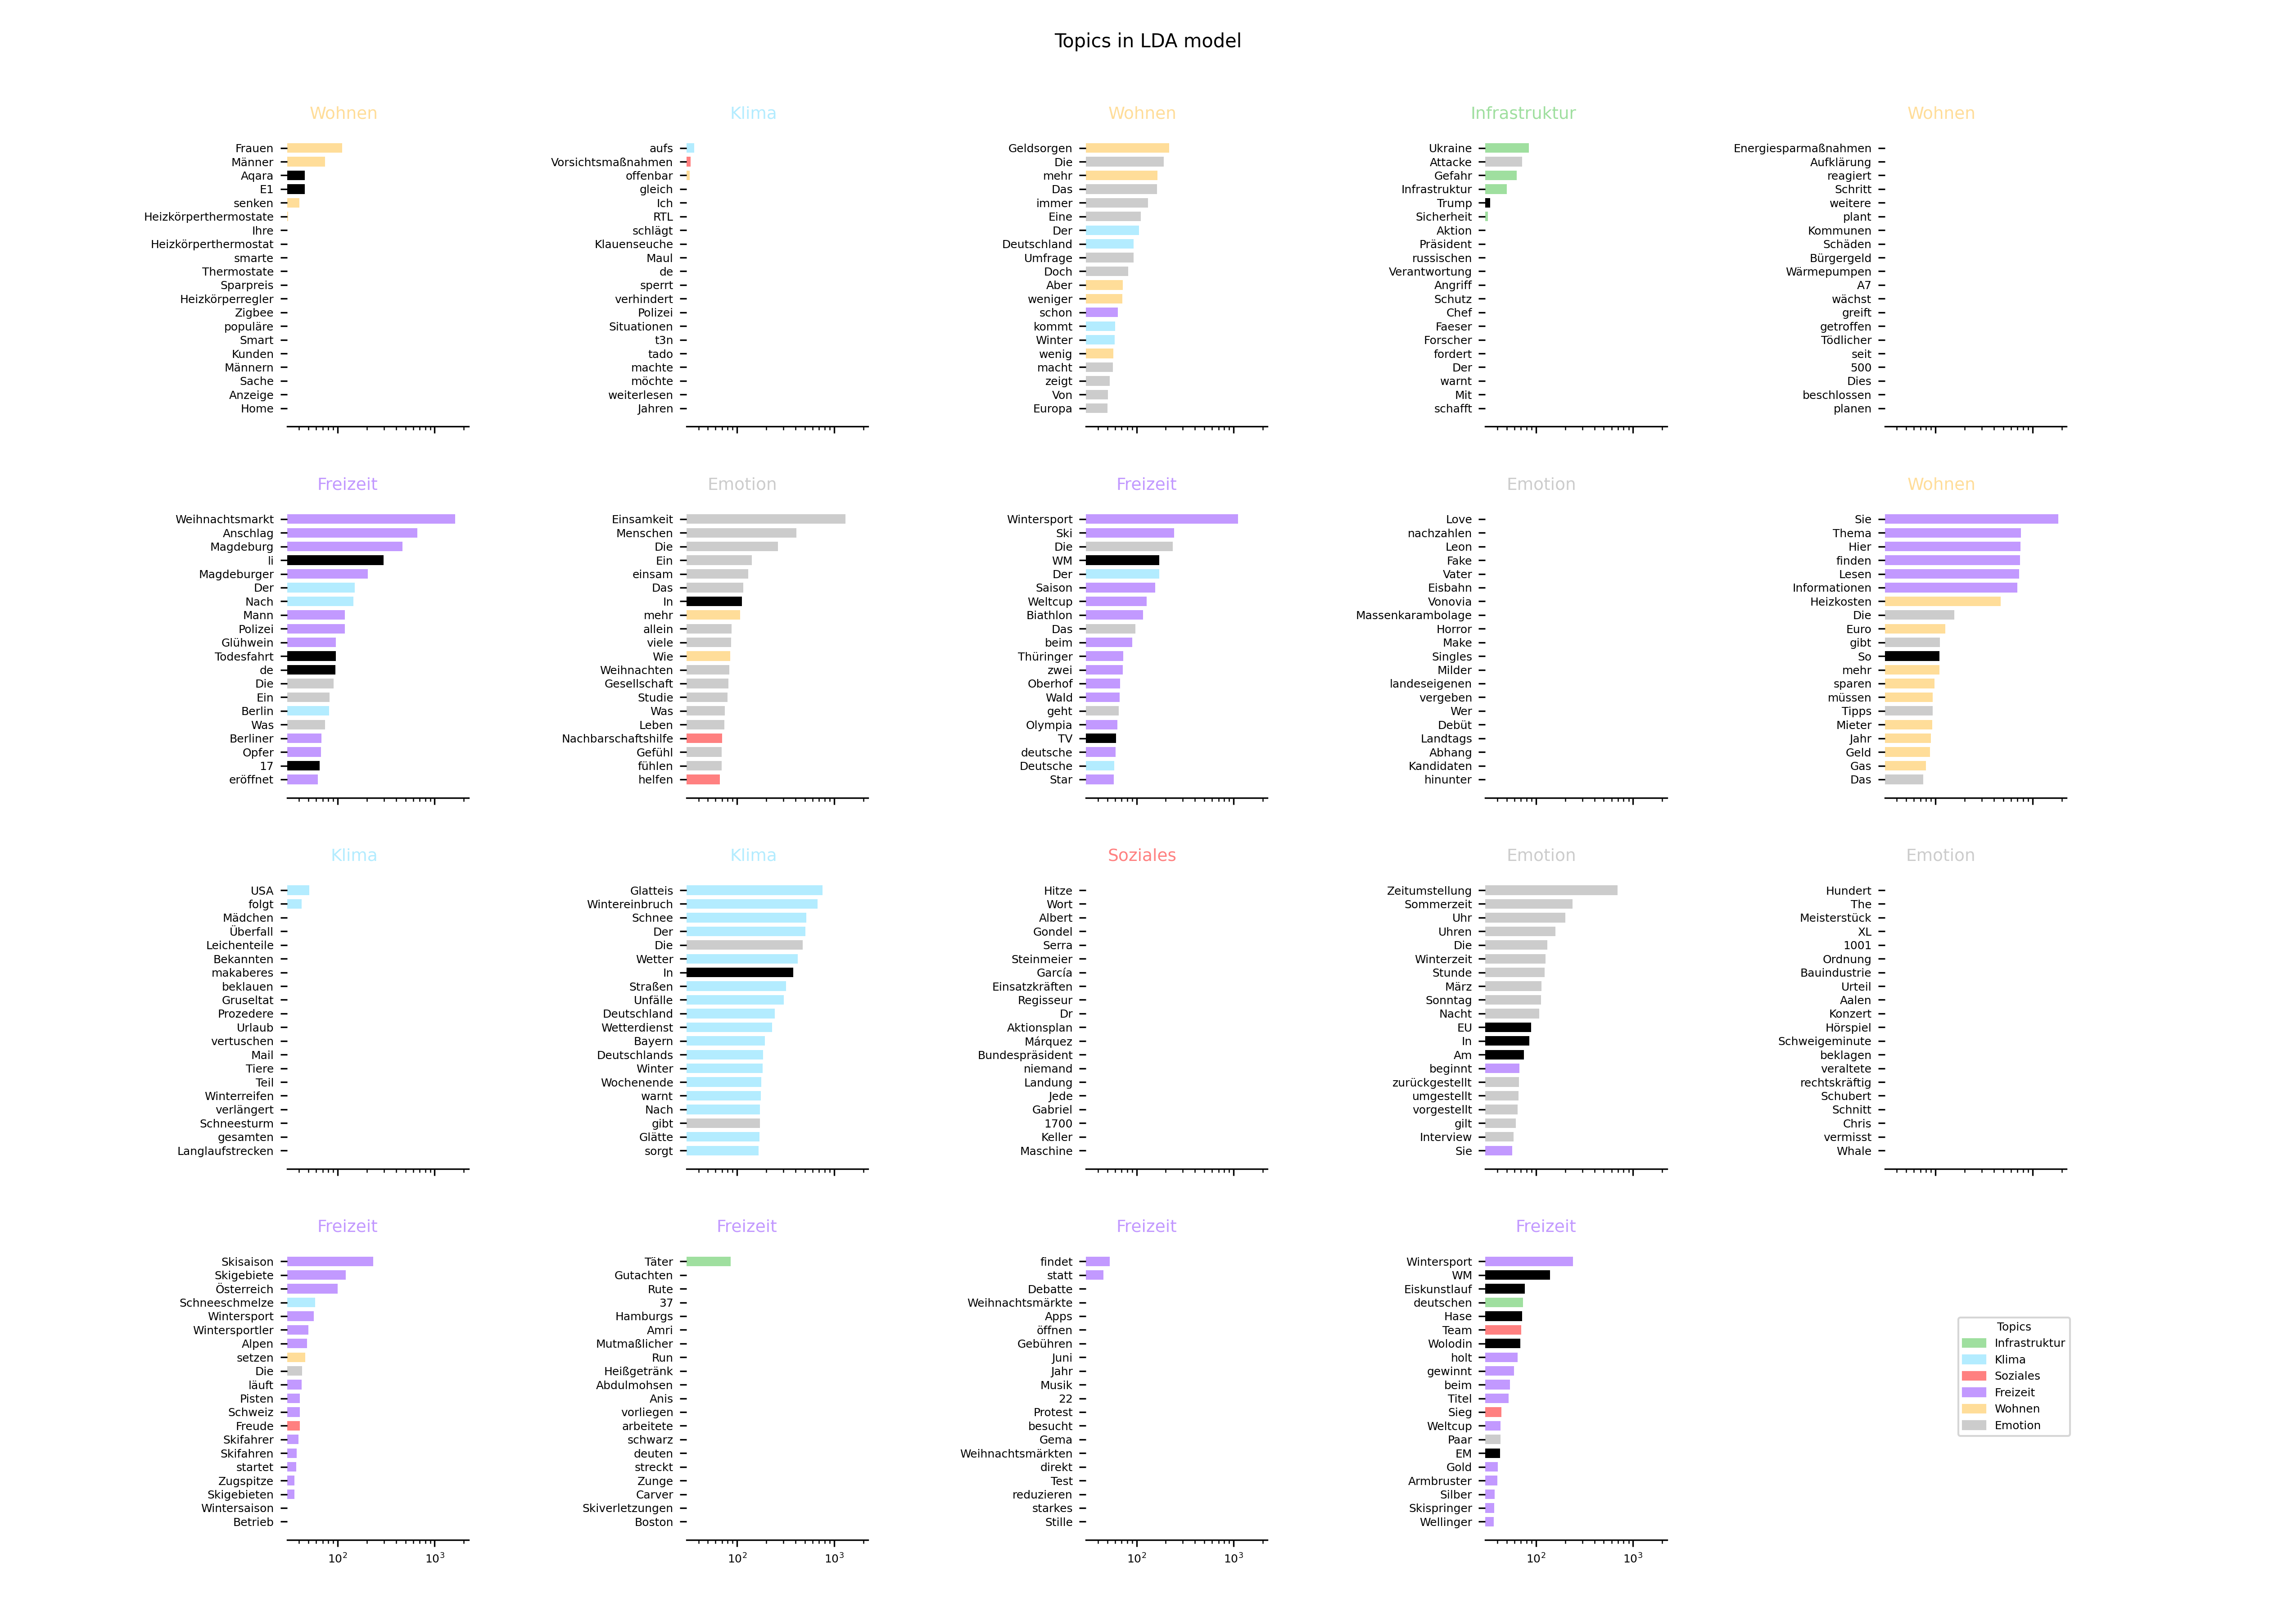 Topics in LDA model
Wohnen
Frauen
Männer
Aqara
E1
senken
Heizkörperthermostate
Ihre
Heizkörperthermostat
smarte
Thermostate
Sparpreis
Heizkörperregler
Zigbee
populäre
Smart
Kunden
Männern
Sache
Anzeige
Home
Klima
aufs
Vorsichtsmaßnahmen
offenbar
gleich
Ich
RTL
schlägt
Klauenseuche
Maul
de
sperrt
verhindert
Polizei
Situationen
t3n
tado
machte
möchte
weiterlesen
Jahren
Wohnen
Geldsorgen
Die
mehr
Das
immer
Eine
Der
Deutschland
Umfrage
Doch
Aber
weniger
schon
kommt
Winter
wenig
macht
zeigt
Von
Europa
Infrastruktur
Ukraine
Attacke
Gefahr
Infrastruktur
Trump
Sicherheit
Aktion
Präsident
russischen
Verantwortung
Angriff
Schutz
Chef
Faeser
Forscher
fordert
Der
warnt
Mit
schafft
Wohnen
Energiesparmaßnahmen
Aufklärung
reagiert
Schritt
weitere
plant
Kommunen
Schäden
Bürgergeld
Wärmepumpen
A7
wächst
greift
getroffen
Tödlicher
seit
500
Dies
beschlossen
planen
Freizeit
Weihnachtsmarkt
Anschlag
Magdeburg
li
Magdeburger
Der
Nach
Mann
Polizei
Glühwein
Todesfahrt
de
Die
Ein
Berlin
Was
Berliner
Opfer
17
eröffnet
Emotion
Einsamkeit
Menschen
Die
Ein
einsam
Das
In
mehr
allein
viele
Wie
Weihnachten
Gesellschaft
Studie
Was
Leben
Nachbarschaftshilfe
Gefühl
fühlen
helfen
Freizeit
Wintersport
Ski
Die
WM
Der
Saison
Weltcup
Biathlon
Das
beim
Thüringer
zwei
Oberhof
Wald
geht
Olympia
TV
deutsche
Deutsche
Star
Emotion
Love
nachzahlen
Leon
Fake
Vater
Eisbahn
Vonovia
Massenkarambolage
Horror
Make
Singles
Milder
landeseigenen
vergeben
Wer
Debüt
Landtags
Abhang
Kandidaten
hinunter
Wohnen
Sie
Thema
Hier
finden
Lesen
Informationen
Heizkosten
Die
Euro
gibt
So
mehr
sparen
müssen
Tipps
Mieter
Jahr
Geld
Gas
Das
Klima
USA
folgt
Mädchen
Überfall
Leichenteile
Bekannten
makaberes
beklauen
Gruseltat
Prozedere
Urlaub
vertuschen
Mail
Tiere
Teil
Winterreifen
verlängert
Schneesturm
gesamten
Langlaufstrecken
Klima
Glatteis
Wintereinbruch
Schnee
Der
Die
Wetter
In
Straßen
Unfälle
Deutschland
Wetterdienst
Bayern
Deutschlands
Winter
Wochenende
warnt
Nach
gibt
Glätte
sorgt
Soziales
Hitze
Wort
Albert
Gondel
Serra
Steinmeier
García
Einsatzkräften
Regisseur
Dr
Aktionsplan
Márquez
Bundespräsident
niemand
Landung
Jede
Gabriel
1700
Keller
Maschine
Emotion
Zeitumstellung
Sommerzeit
Uhr
Uhren
Die
Winterzeit
Stunde
März
Sonntag
Nacht
EU
In
Am
beginnt
zurückgestellt
umgestellt
vorgestellt
gilt
Interview
Sie
Emotion
Hundert
The
Meisterstück
XL
1001
Ordnung
Bauindustrie
Urteil
Aalen
Konzert
Hörspiel
Schweigeminute
beklagen
veraltete
rechtskräftig
Schubert
Schnitt
Chris
vermisst
Whale
Freizeit
Skisaison
Skigebiete
Österreich
Schneeschmelze
Wintersport
Wintersportler
Alpen
setzen
Die
läuft
Pisten
Schweiz
Freude
Skifahrer
Skifahren
startet
Zugspitze
Skigebieten
Wintersaison
Betrieb
10²
10³
Freizeit
Täter
Gutachten
Rute
37
Hamburgs
Amri
Mutmaßlicher
Run
Heißgetränk
Abdulmohsen
Anis
vorliegen
arbeitete
schwarz
deuten
streckt
Zunge
Carver
Skiverletzungen
Boston
10²
10³
Freizeit
findet
statt
Debatte
Weihnachtsmärkte
Apps
öffnen
Gebühren
Juni
Jahr
Musik
22
Protest
besucht
Gema
Weihnachtsmärkten
direkt
Test
reduzieren
starkes
Stille
10²
10³
Freizeit
Wintersport
WM
Eiskunstlauf
deutschen
Hase
Team
Wolodin
holt
gewinnt
beim
Titel
Sieg
Weltcup
Paar
EM
Gold
Armbruster
Silber
Skispringer
Wellinger
10²
10³
Topics
Infrastruktur
Klima
Soziales
Freizeit
Wohnen
Emotion